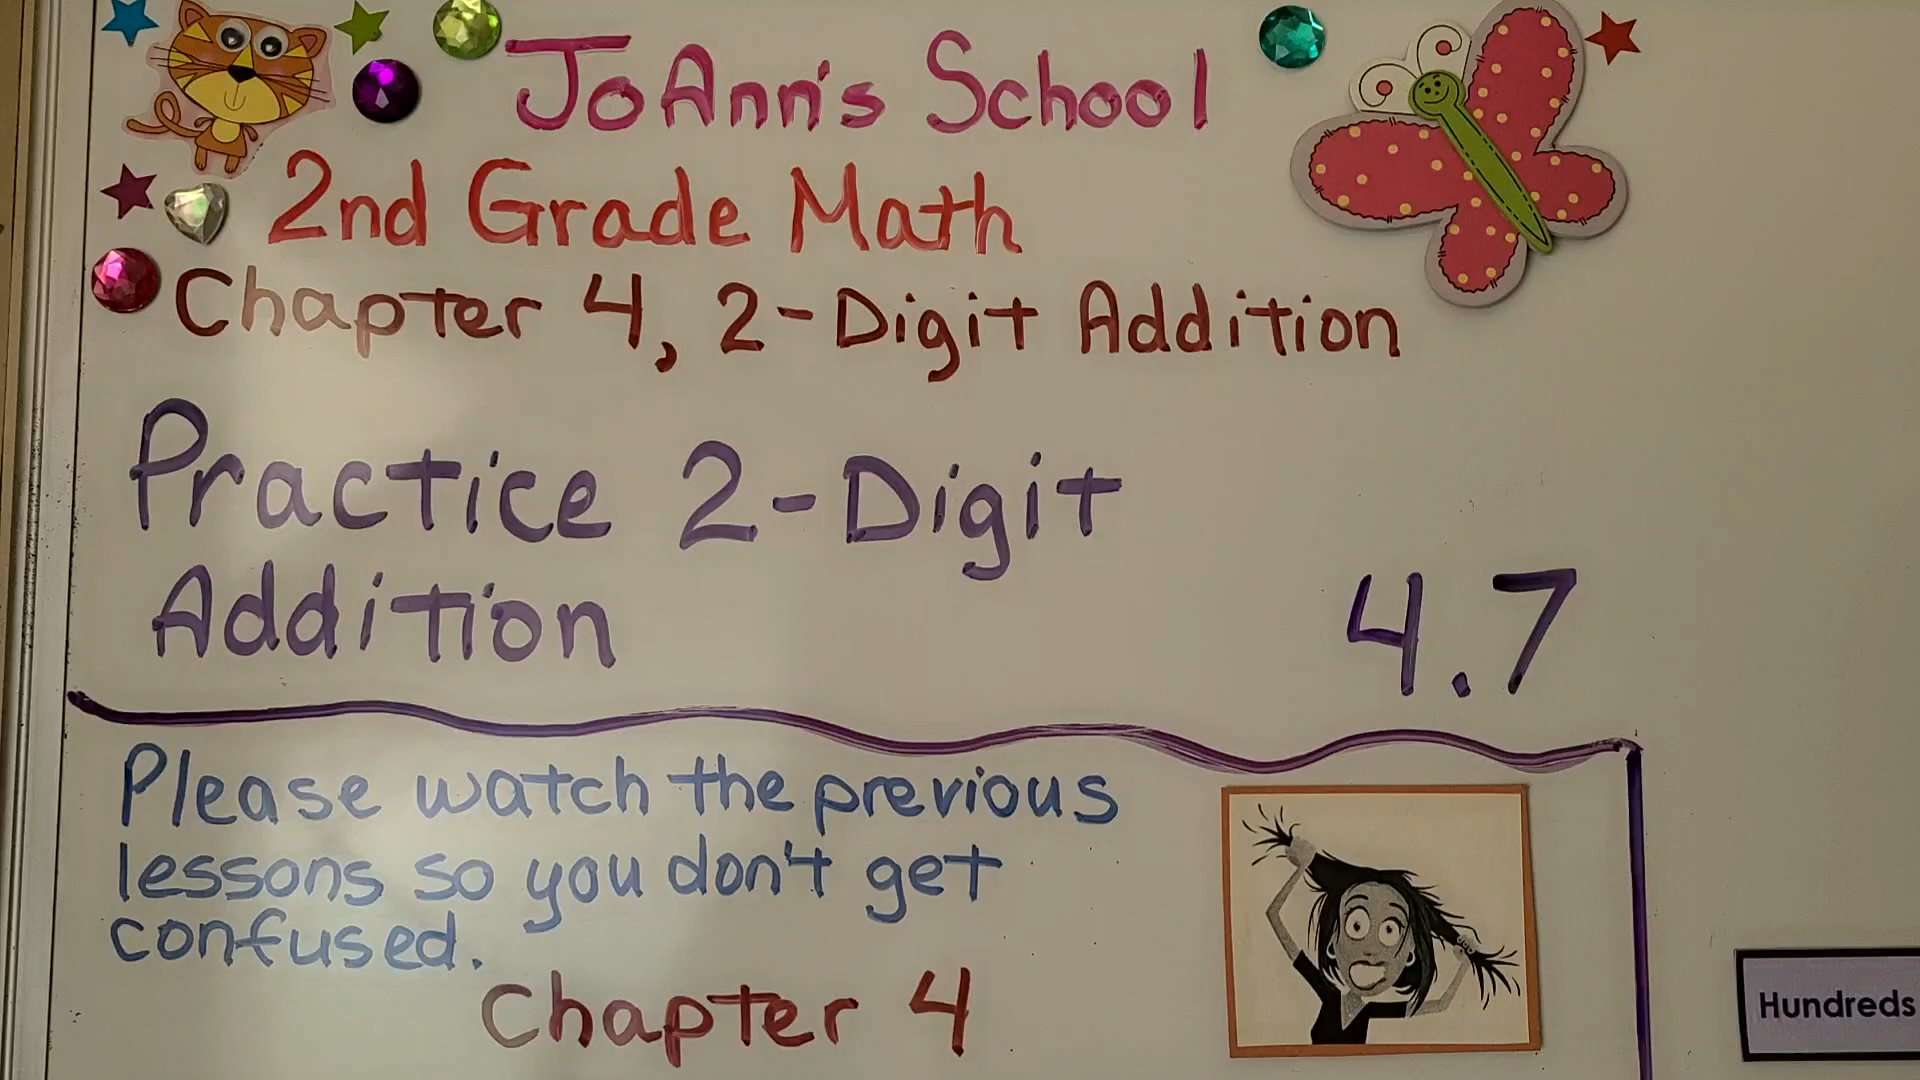 JoAnn's School
2nd Grade Math
Chapter 4, 2-Digit Addition
Practice 2-Digit
Addition
4.7
Please watch the previous
lessons so you don't get
confused.
Chapter 4
Hundreds